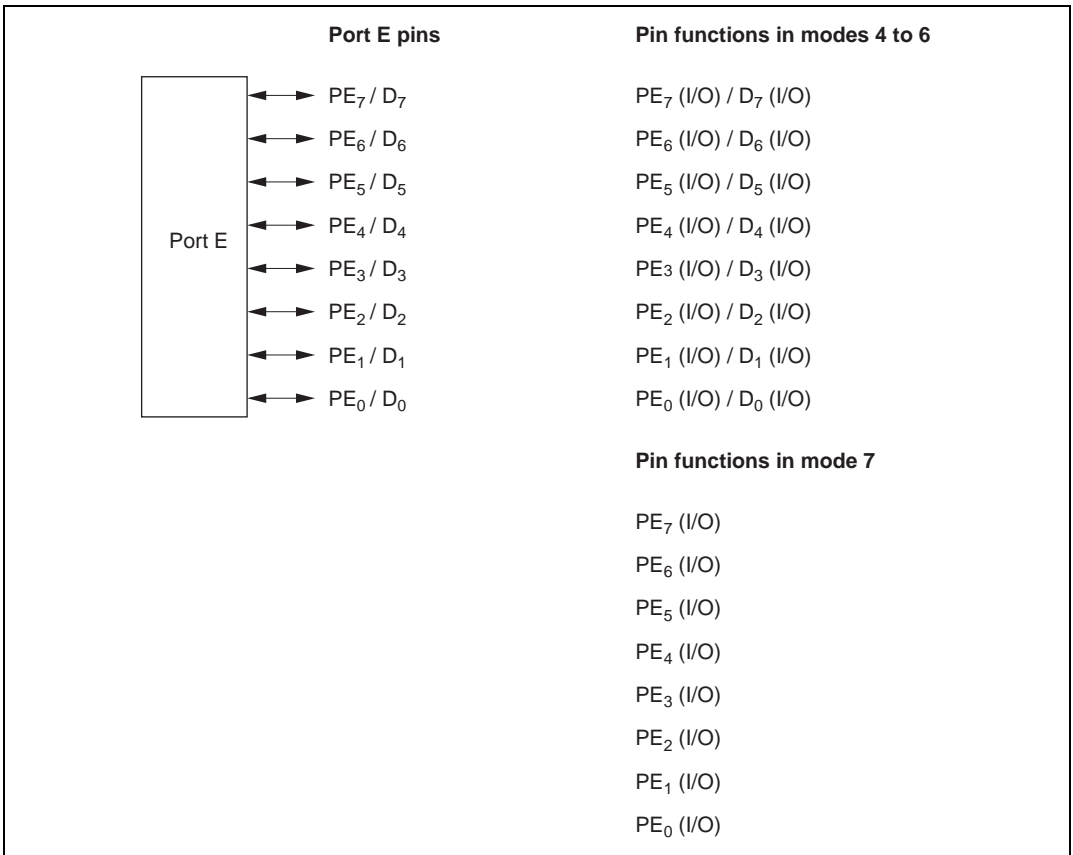 Port E pins Pin functions in modes 4 to 6
PE7 / D7 PE7 (I/O) / D7 (I/O)
PE6 / D6 PE6 (I/O) / D6 (I/O)
PE5 / D5 PE5 (I/O) / D5 (I/O)
PE4 / D4 PE4 (I/O) / D4 (I/O)
Port E
PE3 / D3 PE3 (I/O) / D3 (I/O)
PE2 / D2 PE2 (I/O) / D2 (I/O)
PE1 / D1 PE1 (I/O) / D1 (I/O)
PE0 / D0 PE0 (I/O) / D0 (I/O)
Pin functions in mode 7
PE7 (I/O)
PE6 (I/O)
PE5 (I/O)
PE4 (I/O)
PE3 (I/O)
PE2 (I/O)
PE1 (I/O)
PE0 (I/O)